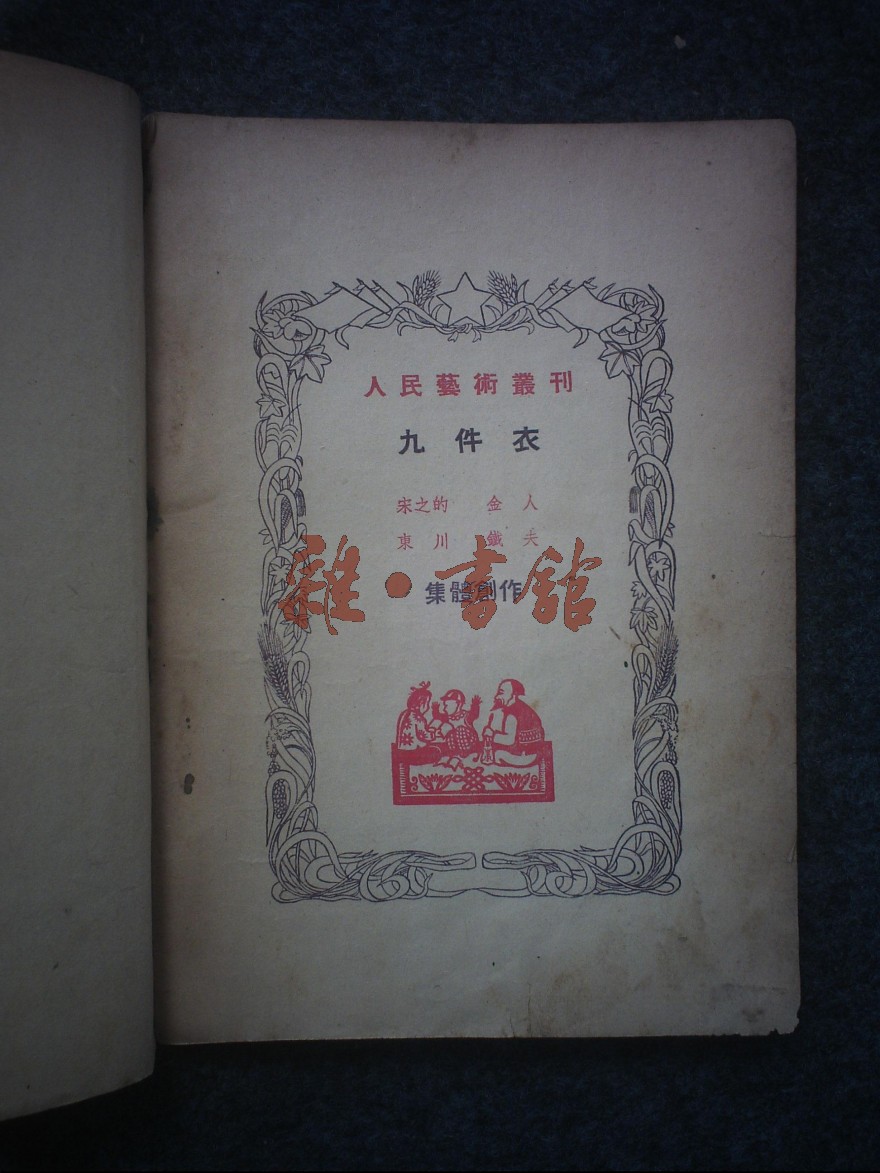 人民藝術叢刊
九件衣
宋之的 金人
東川 鐵夫
雜·書館
集體創作